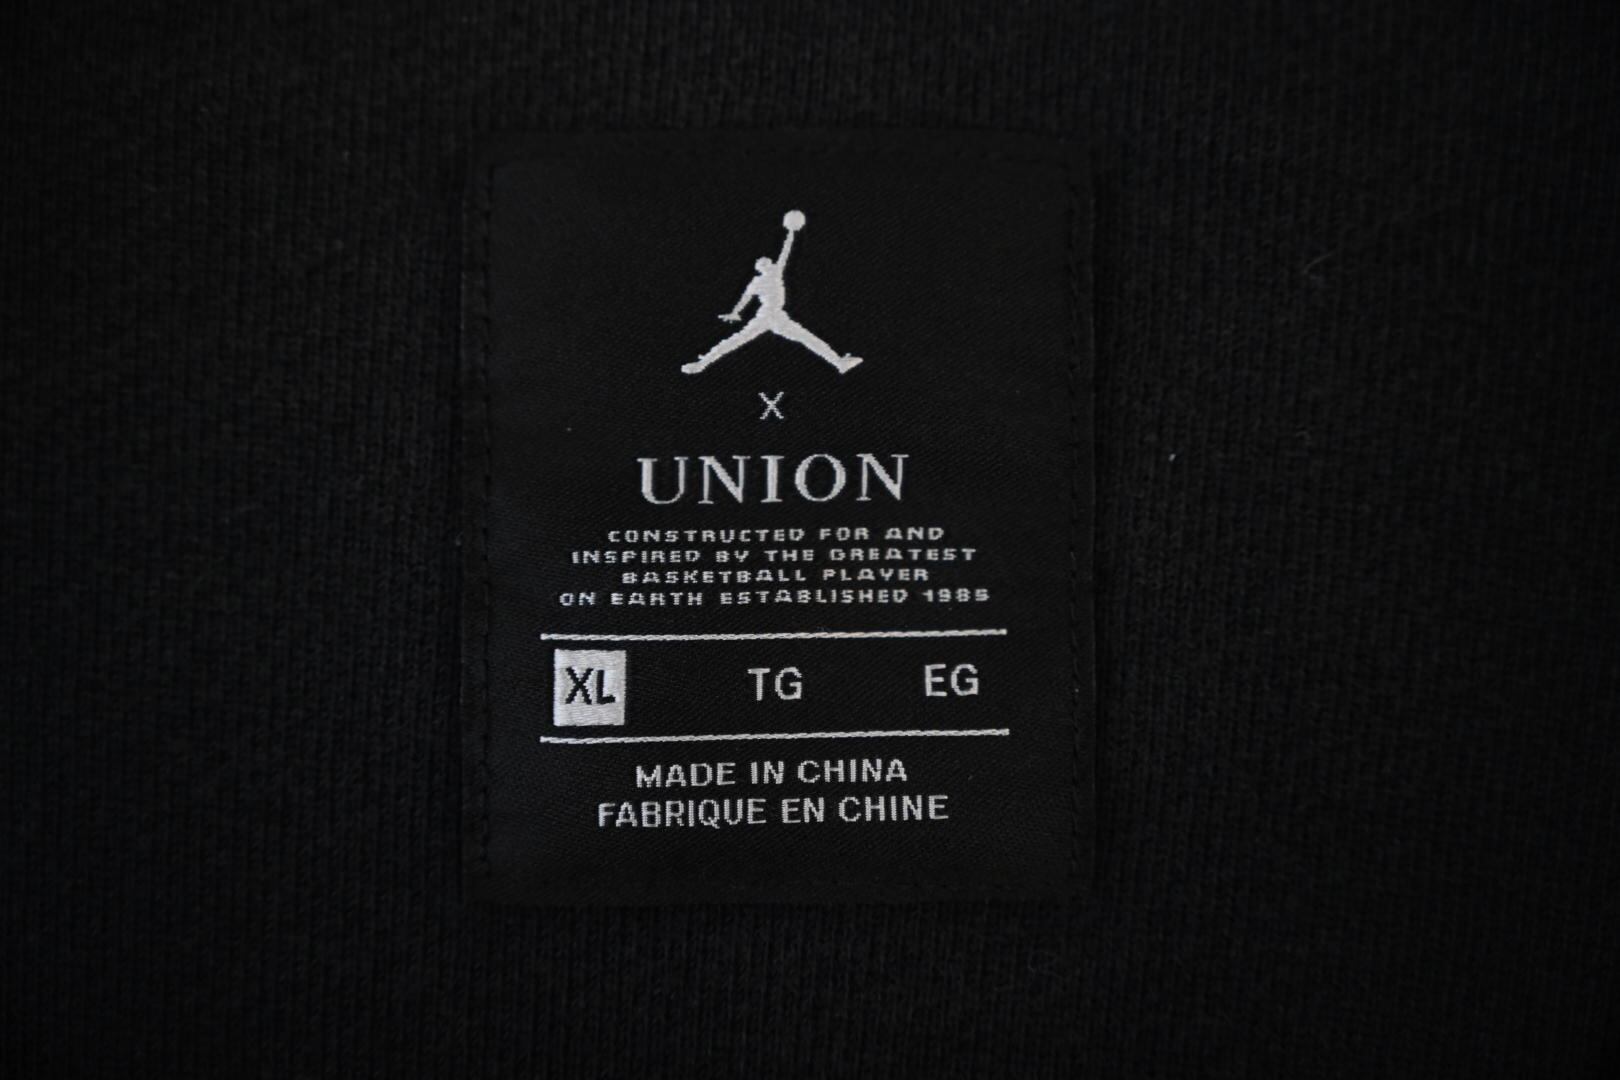 X
UNION
CONSTRUCTED FOR AND
INSPIRED BY THE GREATEST
BASKETBALL PLAYER
ON EARTH ESTABLISHED 1985
XL TG EG
MADE IN CHINA
FABRIQUE EN CHINE